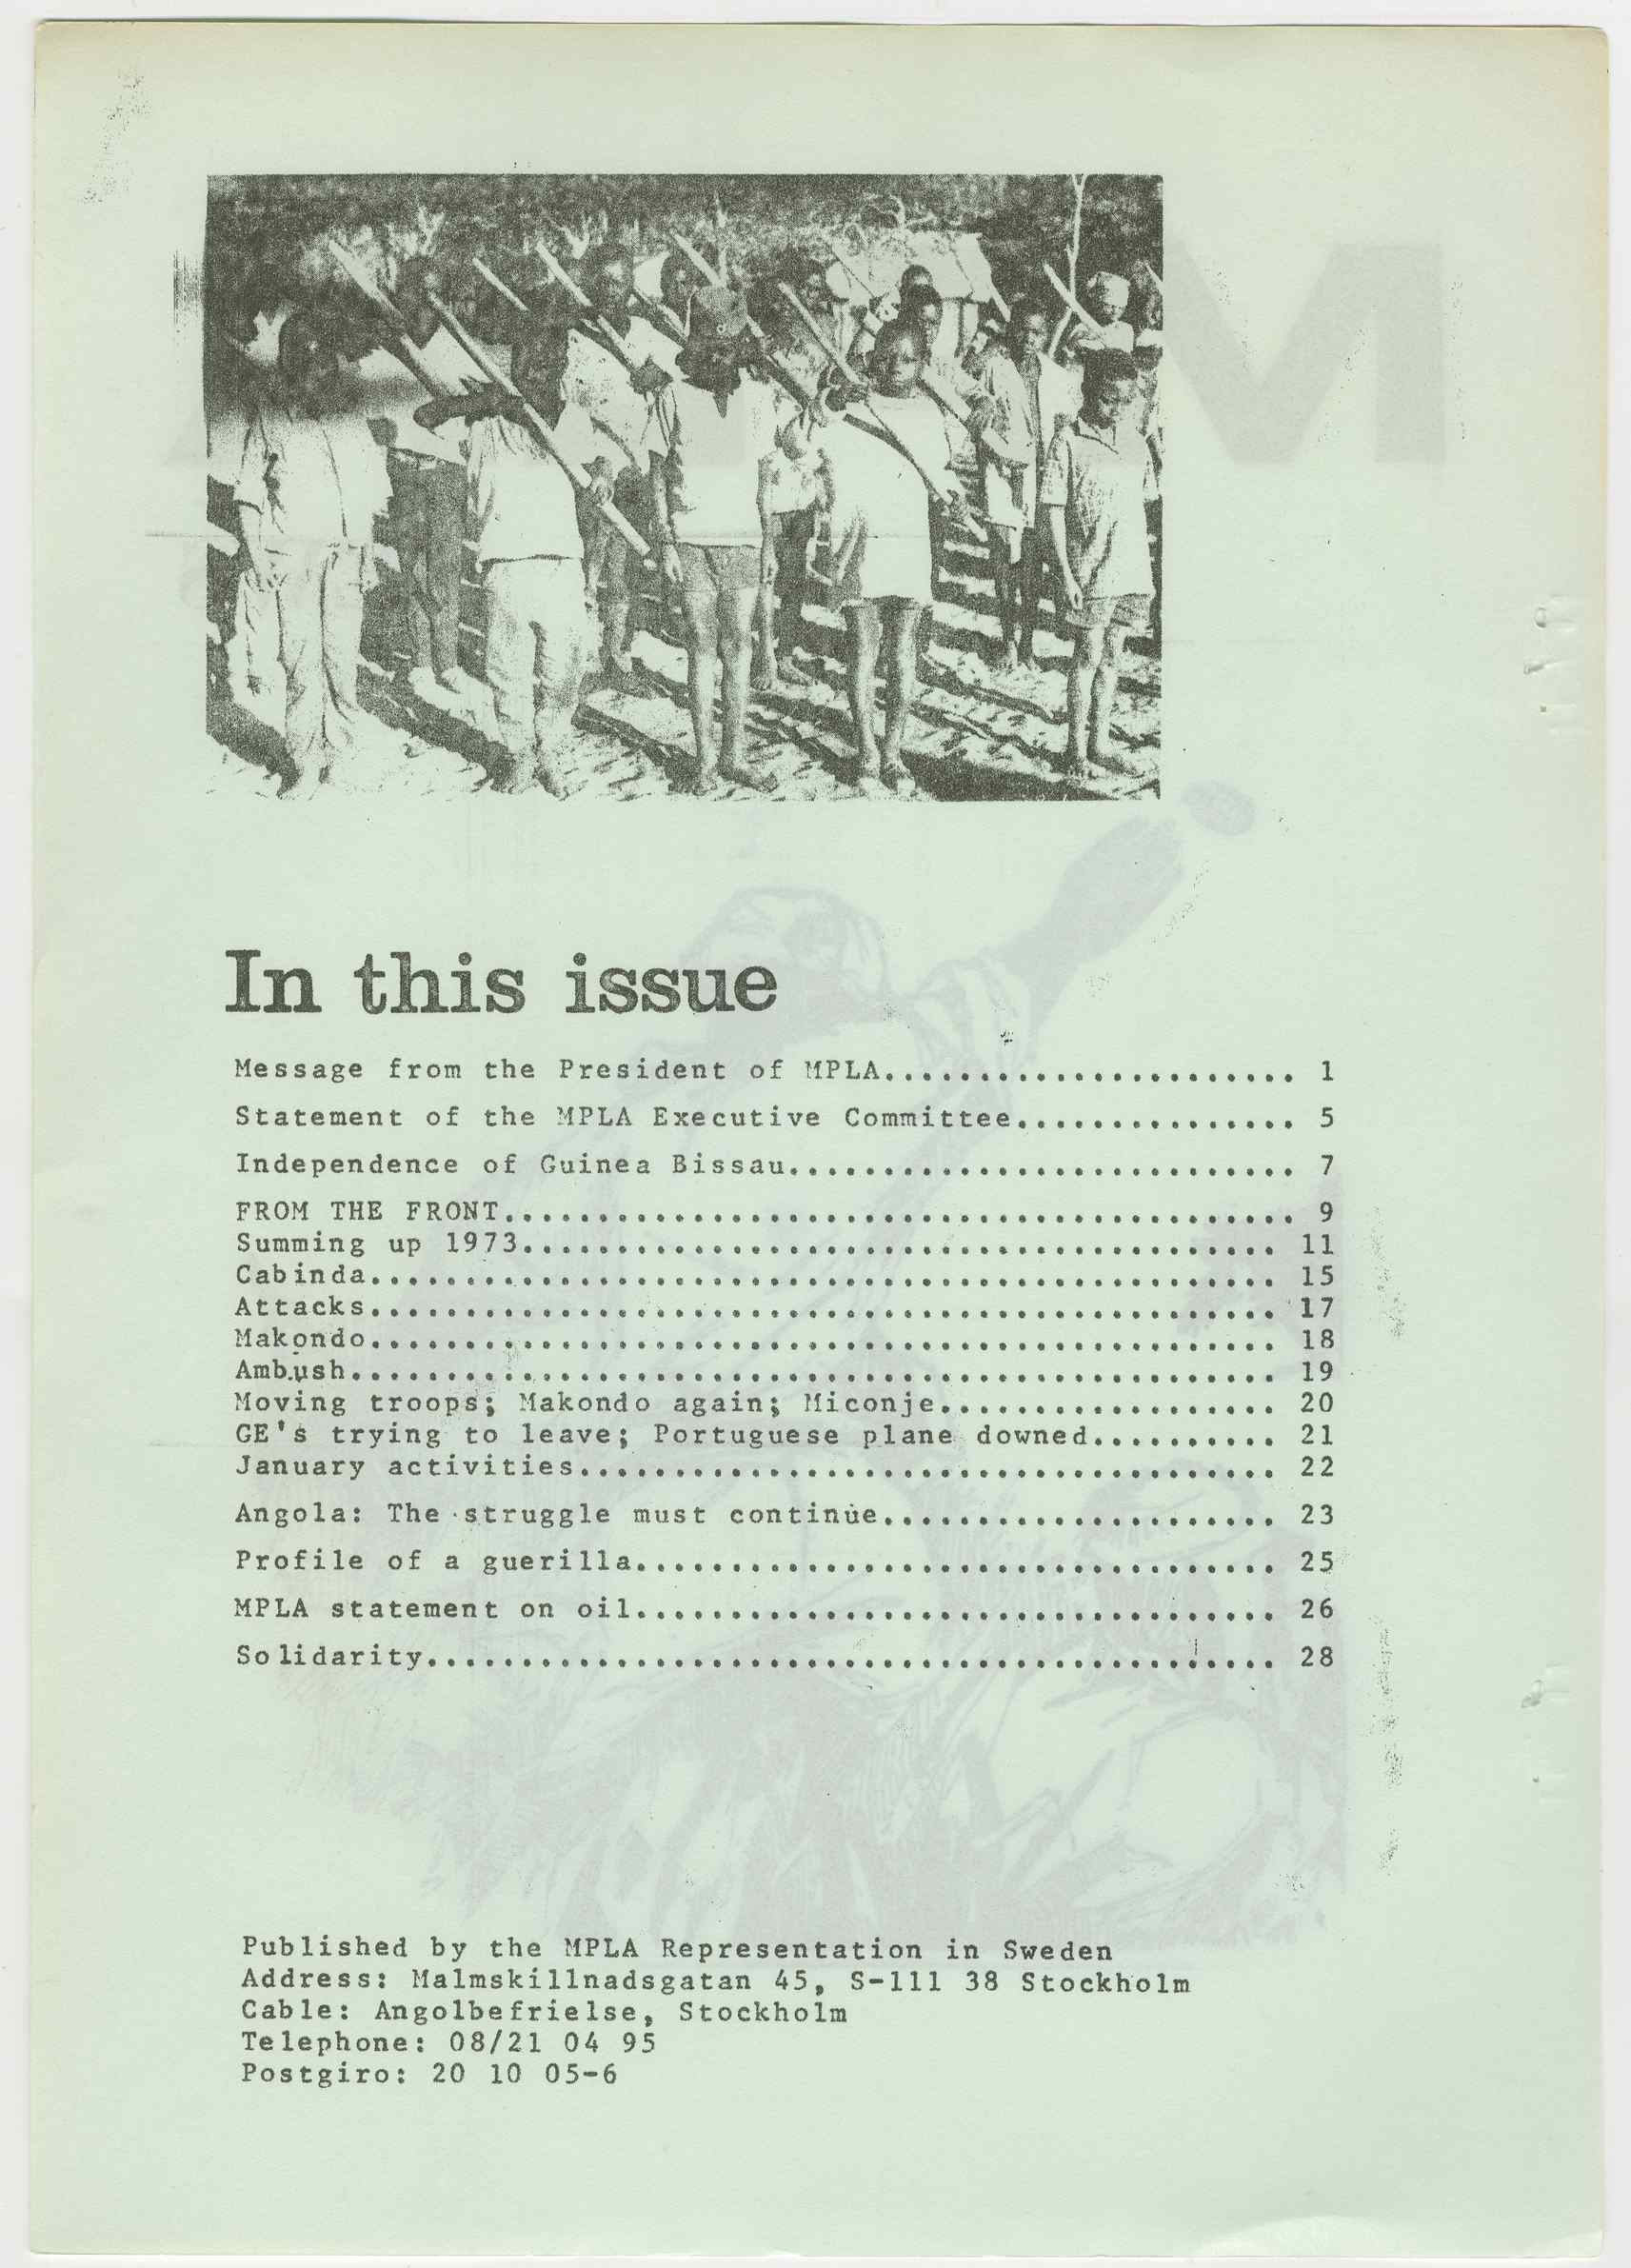 In this issue
Message from the President of MPLA...................... 1
Statement of the MPLA Executive Committee............... 5
Independence of Guinea Bissau........................... 7
FROM THE FRONT.......................................... 9
Summing up 1973........................................ 11
Cabinda................................................ 15
Attacks................................................ 17
Makondo................................................ 18
Ambush................................................. 19
Moving troops; Makondo again; Miconje.................. 20
GE's trying to leave; Portuguese plane downed.......... 21
January activities..................................... 22
Angola: The struggle must continue..................... 23
Profile of a guerilla.................................. 25
MPLA statement on oil.................................. 26
Solidarity............................................. 28
Published by the MPLA Representation in Sweden
Address: Malmskillnadsgatan 45, S-111 38 Stockholm
Cable: Angolbefrielse, Stockholm
Telephone: 08/21 04 95
Postgiro: 20 10 05-6